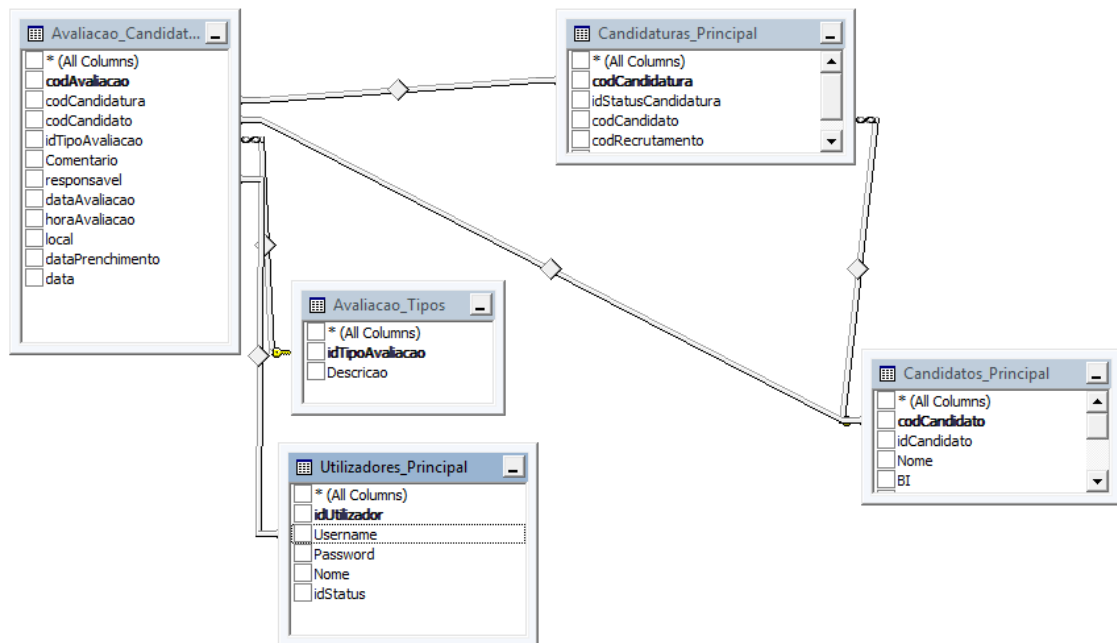 Avaliacao_Candidat...
* (All Columns)
codAvaliacao
codCandidatura
codCandidato
idTipoAvaliacao
Comentario
responsavel
dataAvaliacao
horaAvaliacao
local
dataPrenchimento
data
Candidaturas_Principal
* (All Columns)
codCandidatura
idStatusCandidatura
codCandidato
codRecrutamento
Avaliacao_Tipos
* (All Columns)
idTipoAvaliacao
Descricao
Candidatos_Principal
* (All Columns)
codCandidato
idCandidato
Nome
BI
Utilizadores_Principal
* (All Columns)
idUtilizador
Username
Password
Nome
idStatus